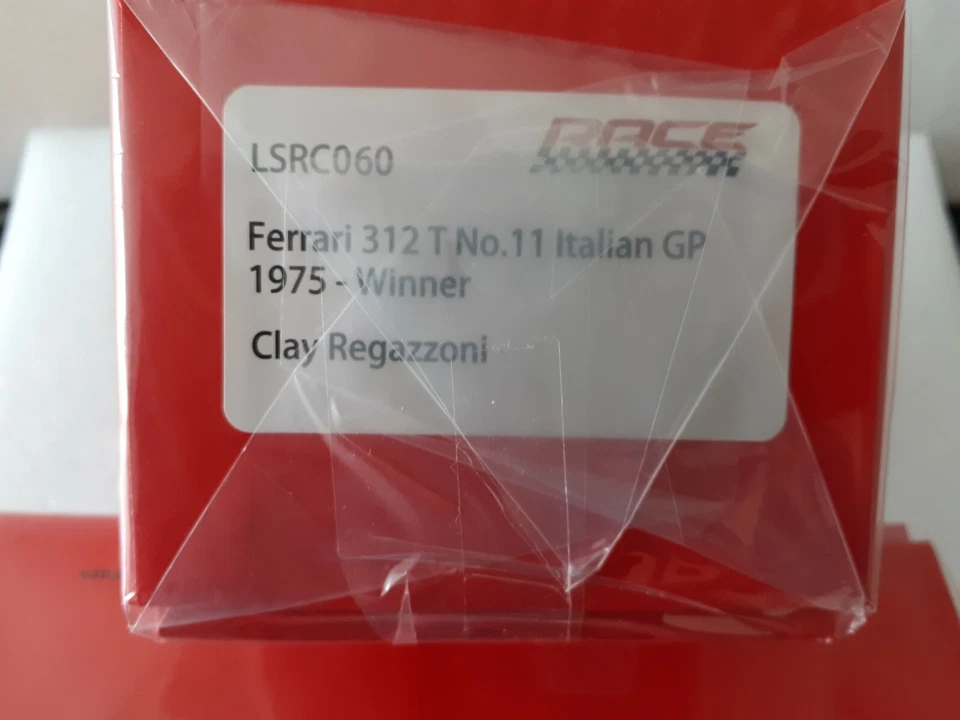 LSRC060
RACE
Ferrari 312 T No.11 Italian GP
1975 - Winner
Clay Regazzoni